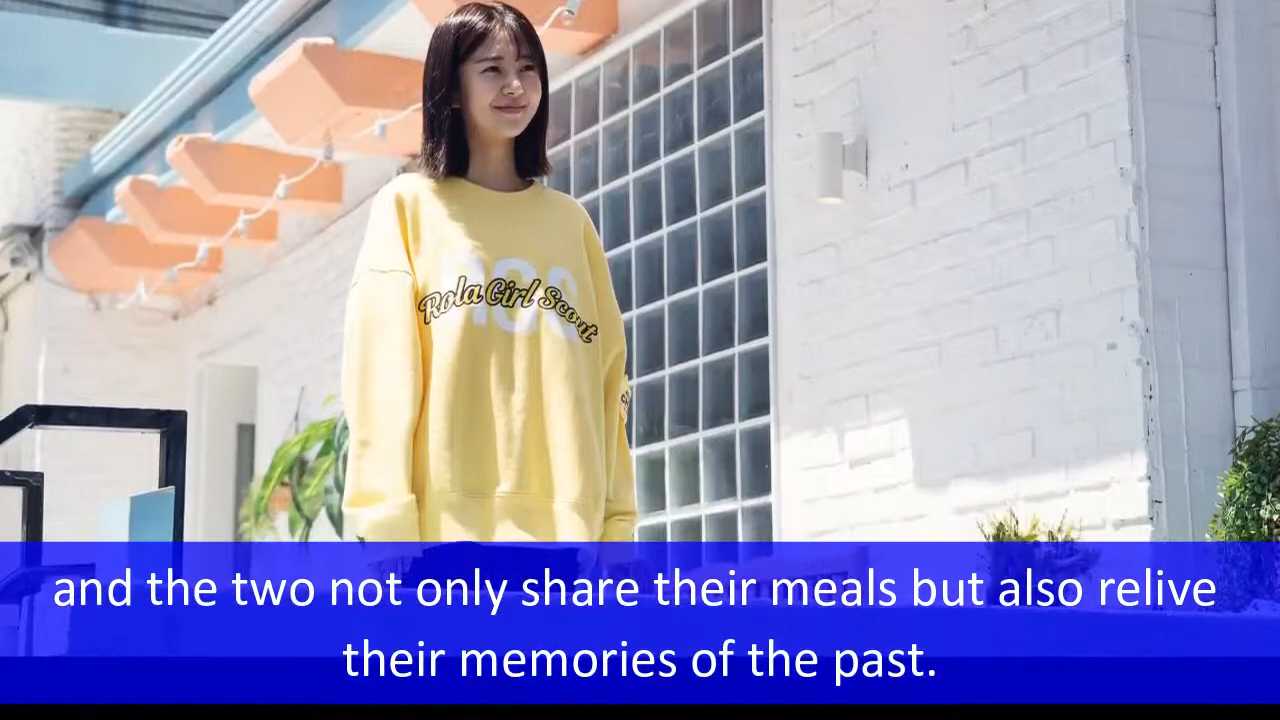 Rola Girl Scout
and the two not only share their meals but also relive
their memories of the past.